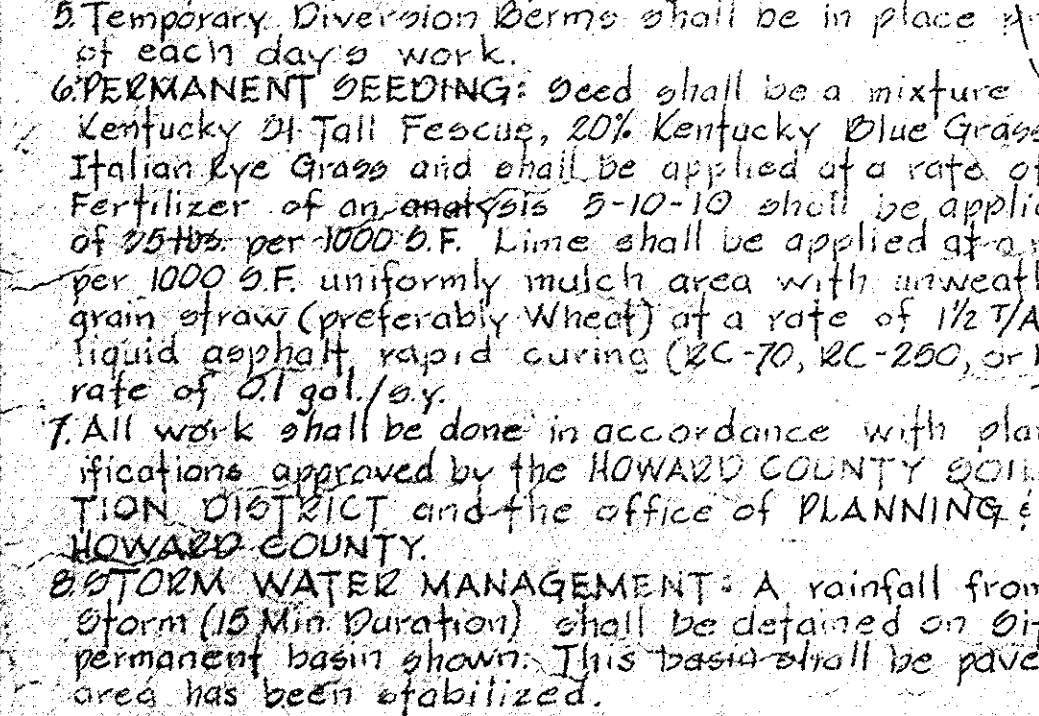 5. Temporary Diversion Berms shall be in place
of each day's work.
6. PERMANENT SEEDING: Seed shall be a mixture
Kentucky 31 Tall Fescue, 20% Kentucky Blue Grass
Italian Rye Grass and shall be applied at a rate of
Fertilizer of an analysis 5-10-10 shall be applie
of 25 lbs. per 1000 S.F. Lime shall be applied at a r
per 1000 S.F. uniformly mulch area with unweath
grain straw (preferably Wheat) at a rate of 1½ T/A
liquid asphalt rapid curing (RC-70, RC-250, or
rate of 0.1 gal./s.y.
7. All work shall be done in accordance with plan
ifications approved by the HOWARD COUNTY SOIL
TION DISTRICT and the office of PLANNING &
HOWARD COUNTY.
8. STORM WATER MANAGEMENT: A rainfall from
Storm (15 Min. Duration) shall be detained on Sit
permanent basin shown. This basin shall be pave
area has been stabilized.